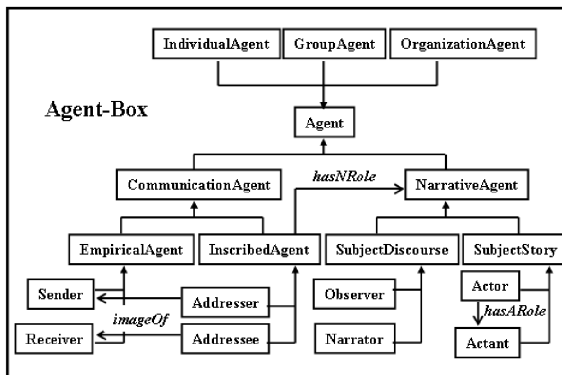 IndividualAgent GroupAgent OrganizationAgent
Agent-Box
Agent
CommunicationAgent hasNRole NarrativeAgent
EmpiricalAgent InscribedAgent SubjectDiscourse SubjectStory
Sender Addresser Observer Actor
imageOf hasARole
Receiver Addressee Narrator Actant